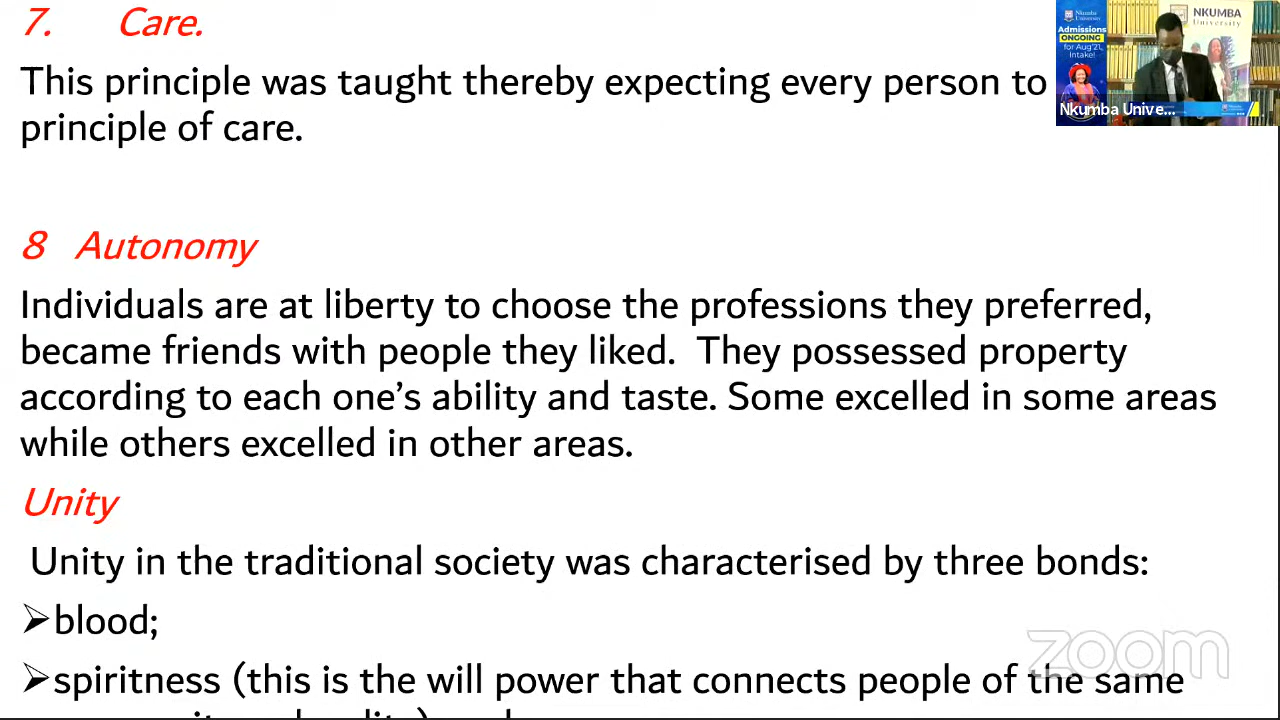 7. Care.
This principle was taught thereby expecting every person to
principle of care.
8 Autonomy
Individuals are at liberty to choose the professions they preferred,
became friends with people they liked. They possessed property
according to each one’s ability and taste. Some excelled in some areas
while others excelled in other areas.
Unity
Unity in the traditional society was characterised by three bonds:
➢blood;
➢spiritness (this is the will power that connects people of the same
Nkumba
University
Admissions
ONGOING
for Aug'21,
Intake!
NKUMBA
University
Nkumba Unive...
zoom